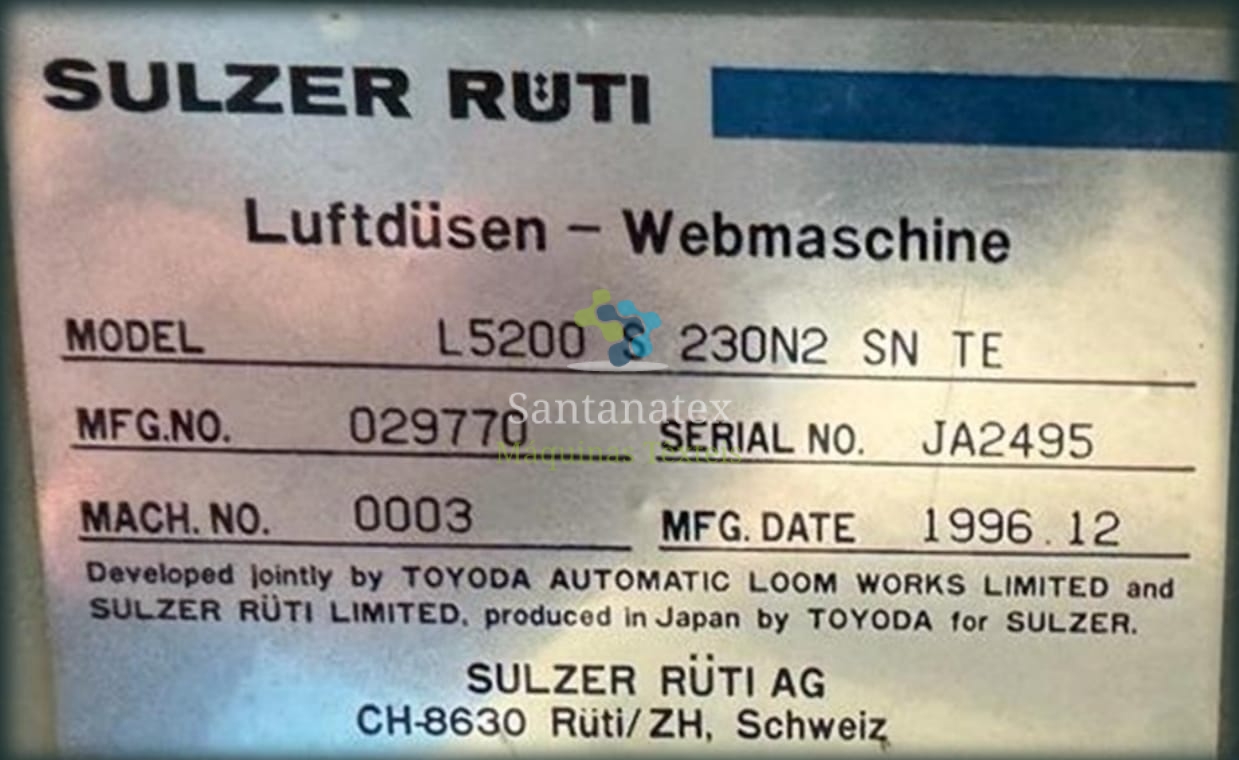 SULZER RÜTI
Luftdüsen - Webmaschine
MODEL L5200 S 230N2 SN TE
Santanatex
Maquinas Texteis
MFG.NO. 029770 SERIAL NO. JA2495
MACH. NO. 0003 MFG. DATE 1996.12
Developed jointly by TOYODA AUTOMATIC LOOM WORKS LIMITED and
SULZER RÜTI LIMITED, produced in Japan by TOYODA for SULZER.
SULZER RÜTI AG
CH-8630 Rüti/ZH, Schweiz